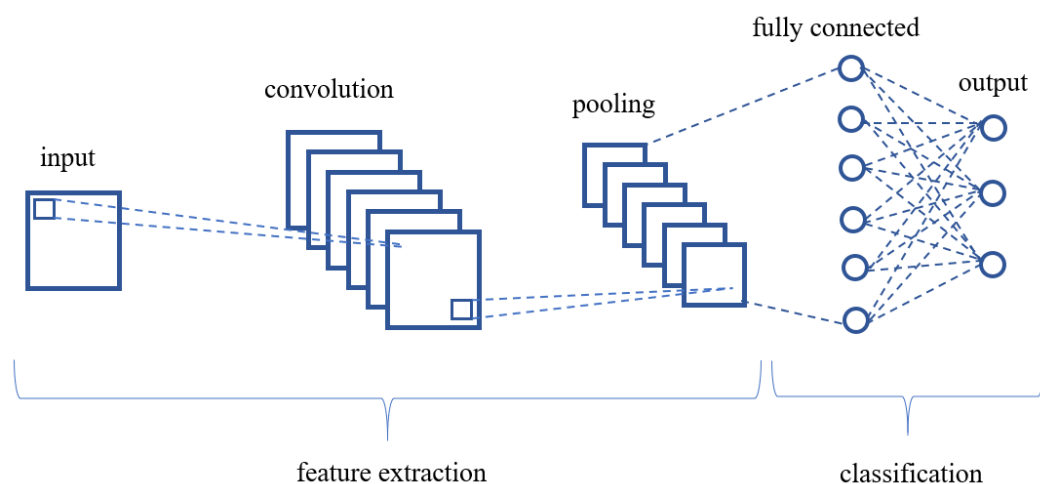 input
convolution
pooling
fully connected
output
feature extraction
classification